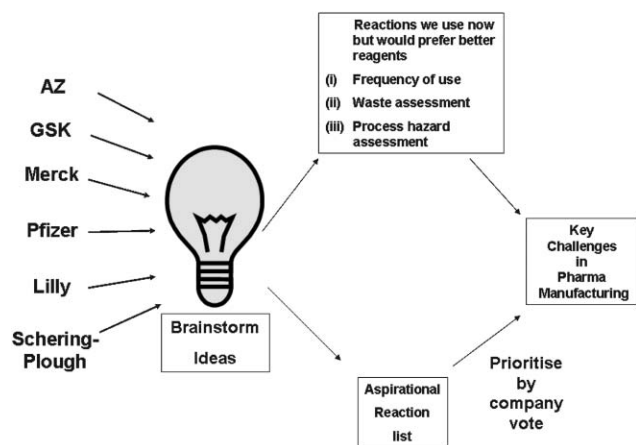 AZ
GSK
Merck
Pfizer
Lilly
Schering-
Plough
Brainstorm
Ideas
Reactions we use now
but would prefer better
reagents
(i) Frequency of use
(ii) Waste assessment
(iii) Process hazard
assessment
Aspirational
Reaction
list
Prioritise
by
company
vote
Key
Challenges
in
Pharma
Manufacturing